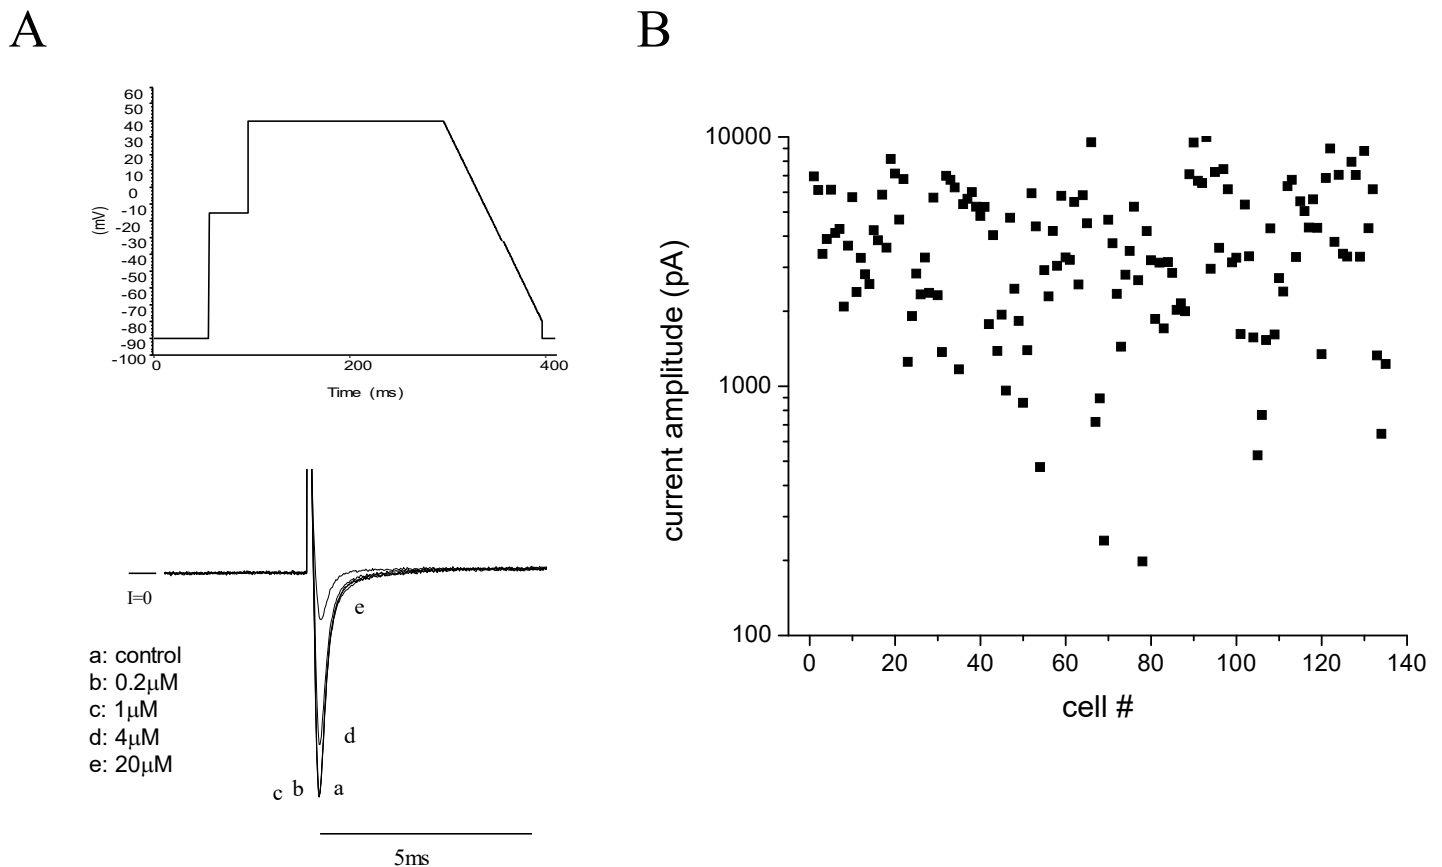 A
B
60
50
40
30
20
10
0
-10
-20
-30
-40
-50
-60
-70
-80
-90
-100
(mV)
0
200
400
Time (ms)
I=0
e
d
c b a
a: control
b: 0.2μM
c: 1μM
d: 4μM
e: 20μM
5ms
10000
1000
100
current amplitude (pA)
0 20 40 60 80 100 120 140
cell #